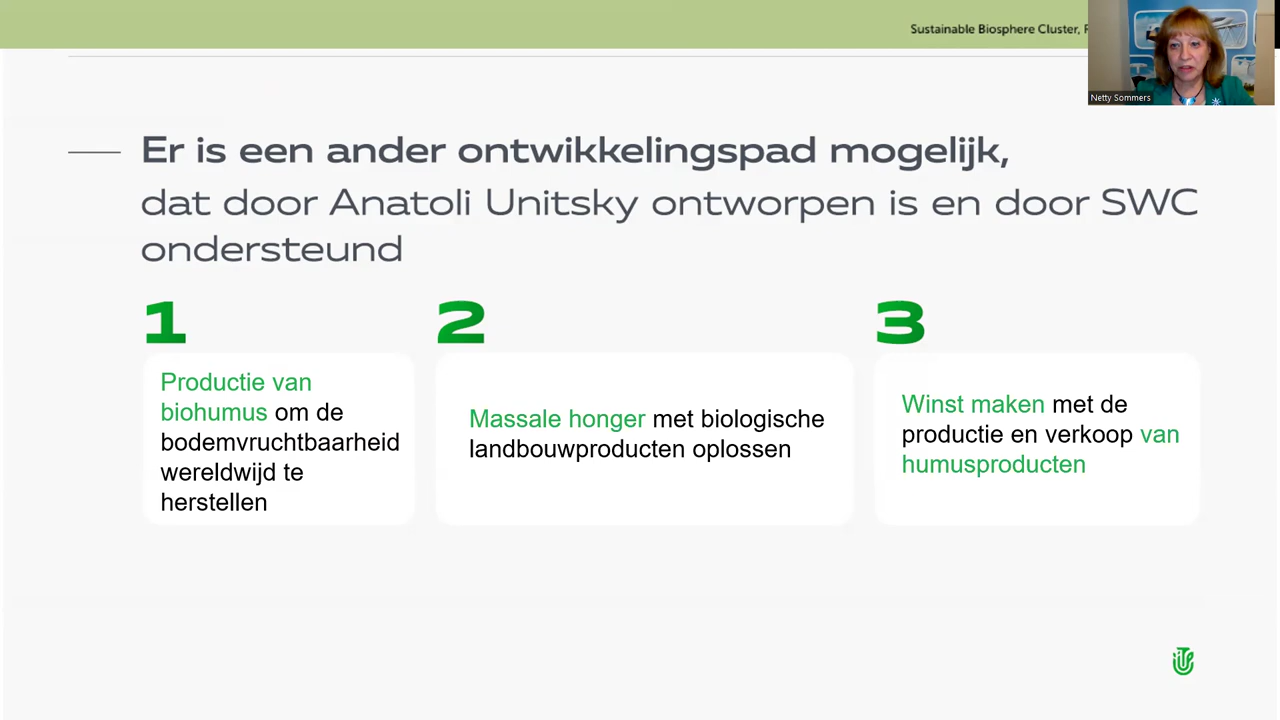 Sustainable Biosphere Cluster,
Netty Sommers
Er is een ander ontwikkelingspad mogelijk,
dat door Anatoli Unitsky ontworpen is en door SWC
ondersteund
1
Productie van
biohumus om de
bodemvruchtbaarheid
wereldwijd te
herstellen
2
Massale honger met biologische
landbouwproducten oplossen
3
Winst maken met de
productie en verkoop van
humusproducten